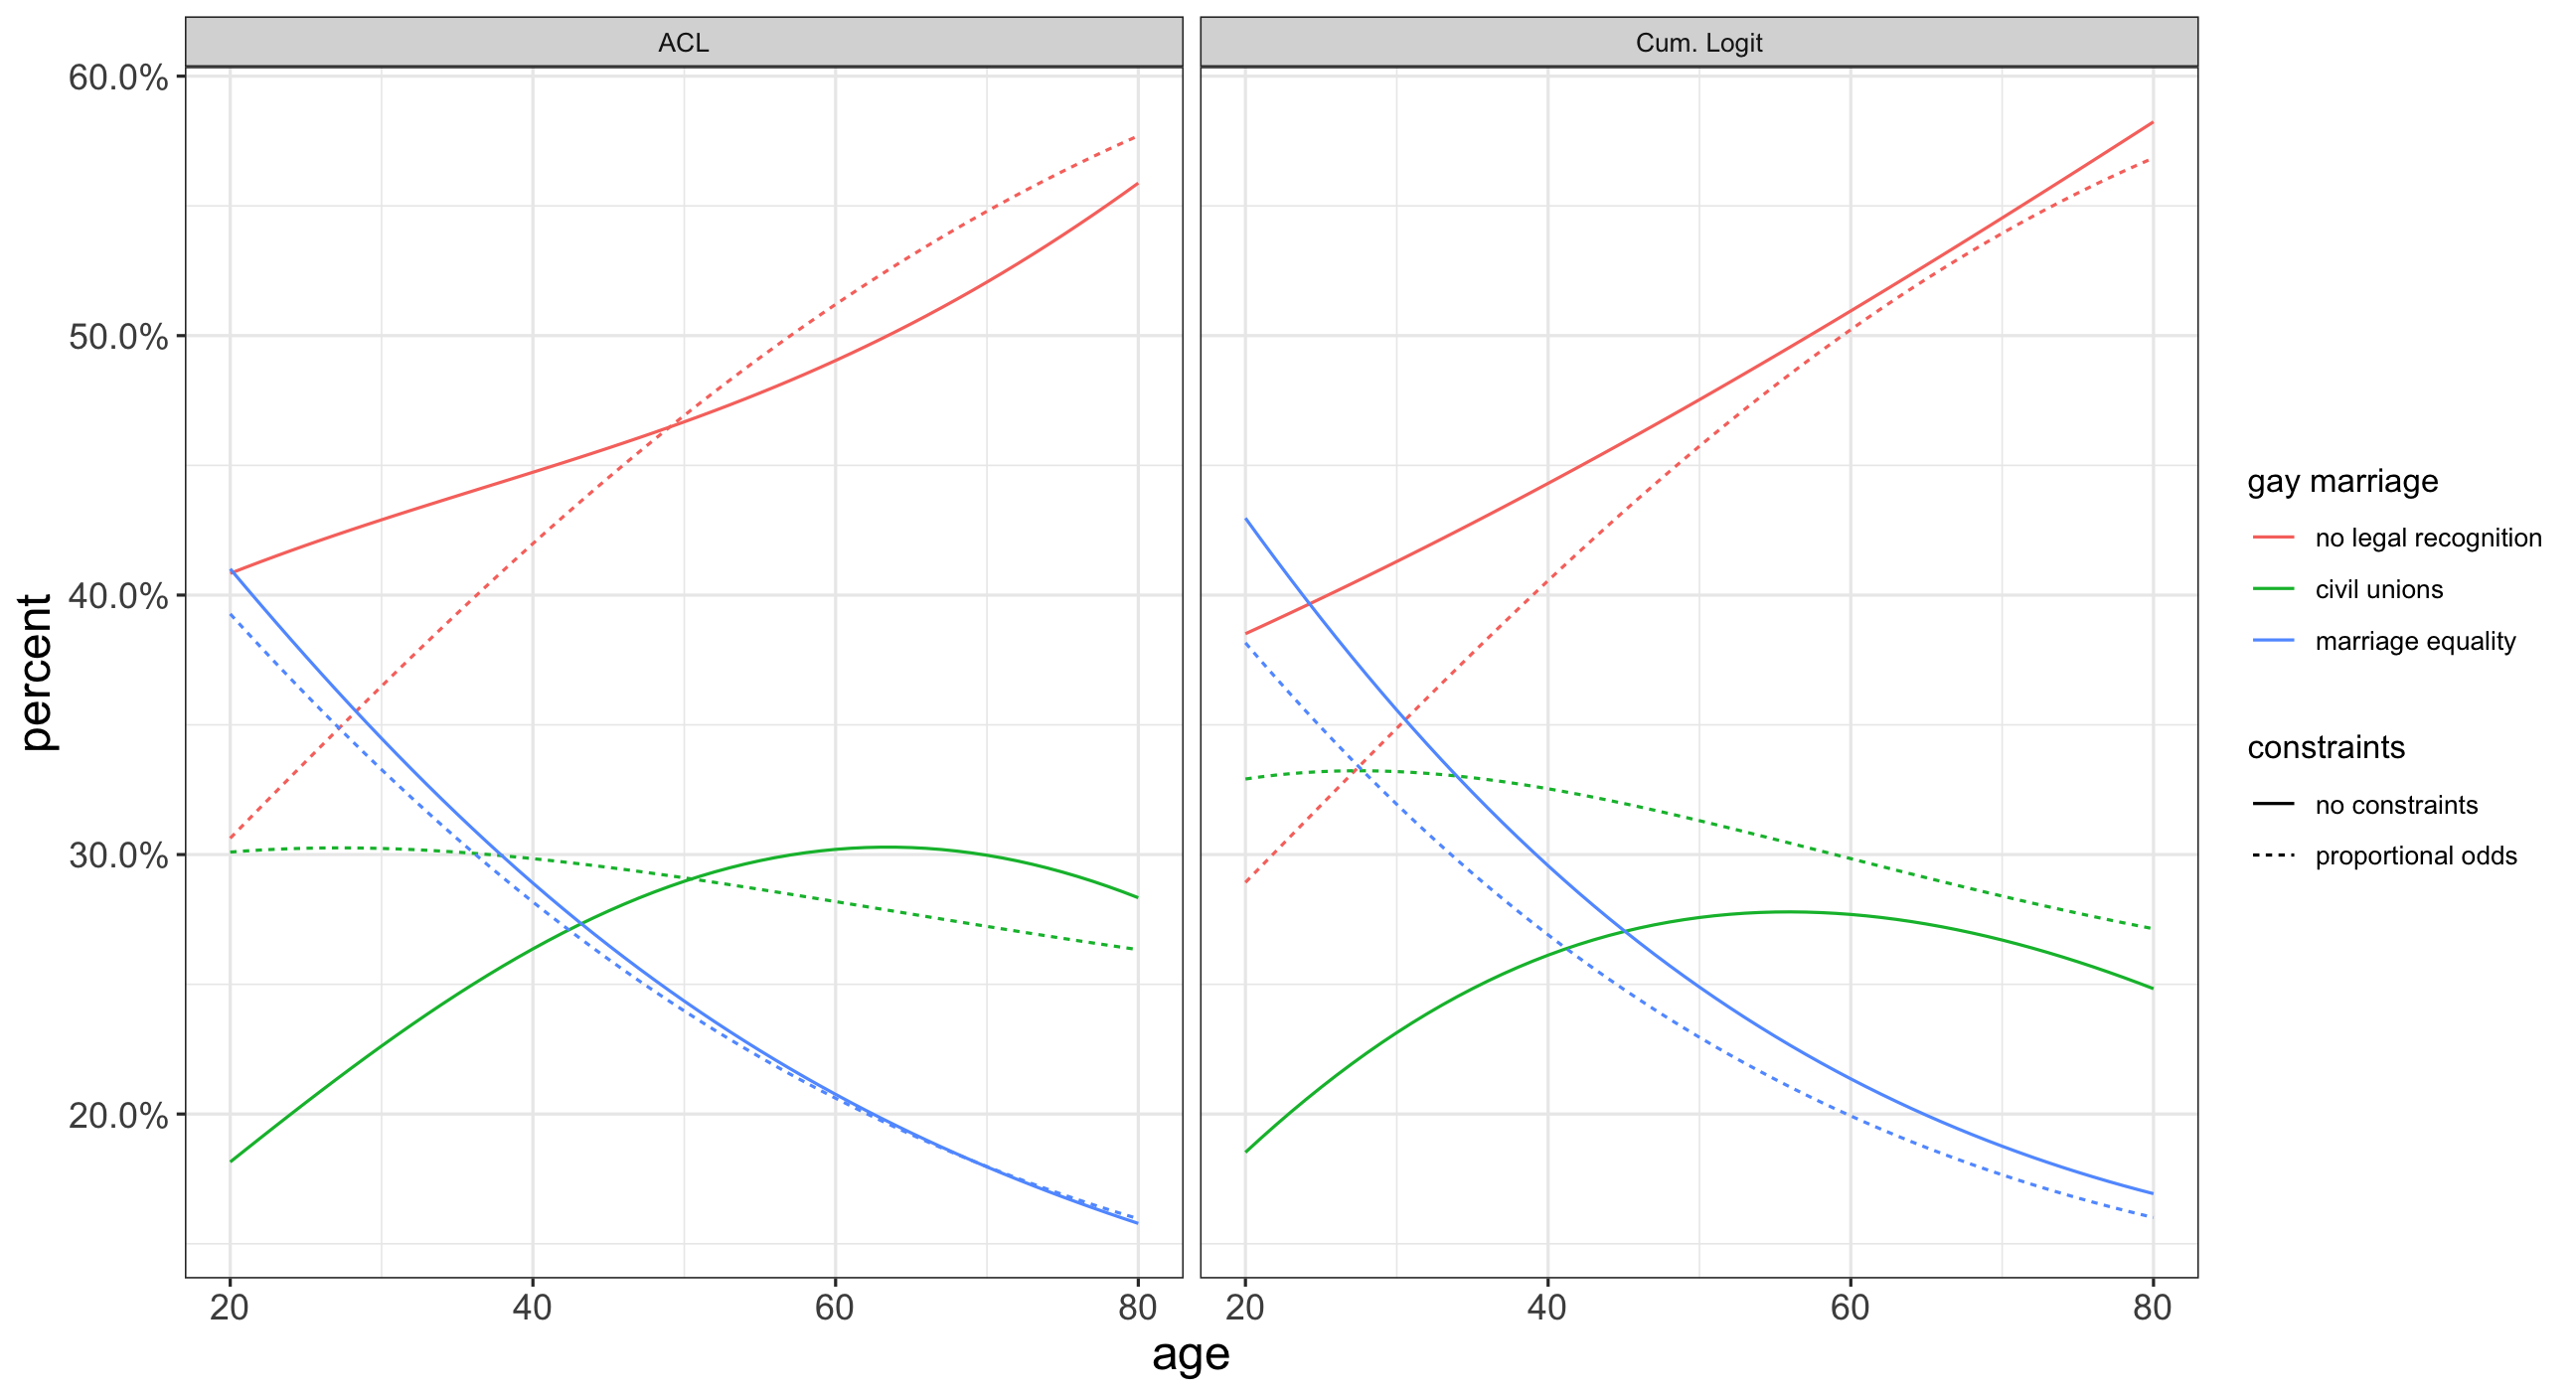 ACL
Cum. Logit
60.0%
50.0%
40.0%
30.0%
20.0%
percent
20 40 60 80
20 40 60 80
age
gay marriage
no legal recognition
civil unions
marriage equality
constraints
no constraints
proportional odds